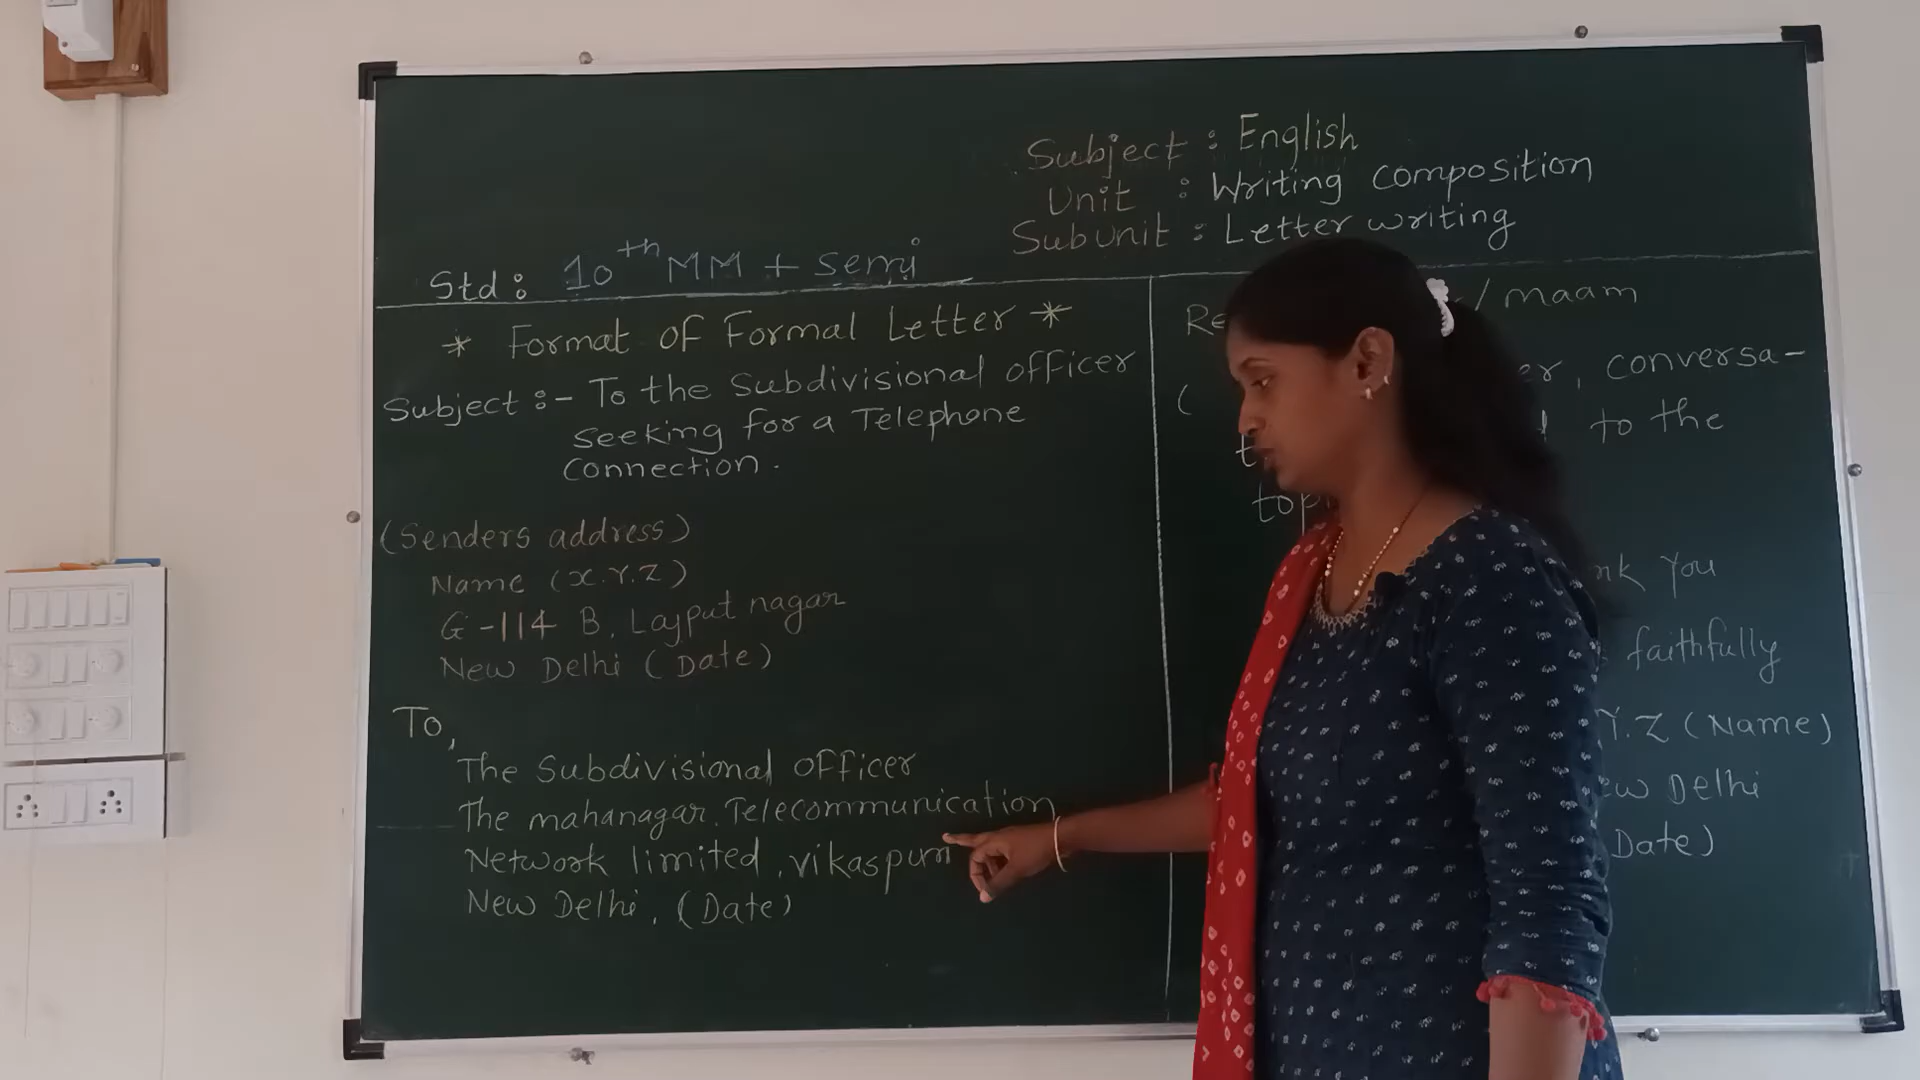 Subject : English
Unit : Writing composition
Subunit : Letter writing
Std : 10th MM + Semi
* Format of Formal Letter *
Subject :- To the Subdivisional officer
seeking for a Telephone
connection.
(Senders address)
Name (X.Y.Z)
G-114 B, Lajput nagar
New Delhi (Date)
To,
The Subdivisional officer
The mahanagar Telecommunication
Network limited, vikaspuri
New Delhi, (Date)
/ maam
, conversa-
to the
You
faithfully
Y.Z (Name)
Delhi
Date)